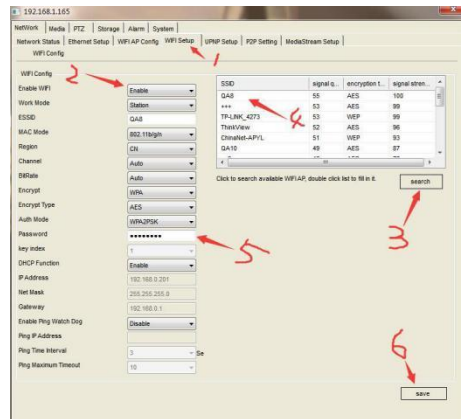 192.168.1.165
NetWork Media PTZ Storage Alarm System
Network Status Ethernet Setup WIFI AP Config WIFI Setup UPNP Setup P2P Setting MediaStream Setup
WIFI Config
1
WIFI Config
2
Enable WIFI Enable
Work Mode Station
ESSID QA8
MAC Mode 802.11b/g/n
Region CN
Channel Auto
BitRate Auto
Encrypt WPA
Encrypt Type AES
Auth Mode WPA2PSK
Password ••••••••
key index 1
DHCP Function Enable
IP Address 192.168.0.201
Net Mask 255.255.255.0
Gateway 192.168.0.1
Enable Ping Watch Dog Disable
Ping IP Address
Ping Time Interval 3 Se
Ping Maximum Timeout 10
SSID signal q... encryption t... signal stren...
QA8 55 AES 100
*** 53 AES 99
TP-LINK_4273 53 WEP 99
ThinkView 52 AES 96
ChinaNet-APYL 51 WEP 93
QA10 49 AES 87
4
Click to search available WIFI AP, double click list to fill in it.
search
3
5
6
save